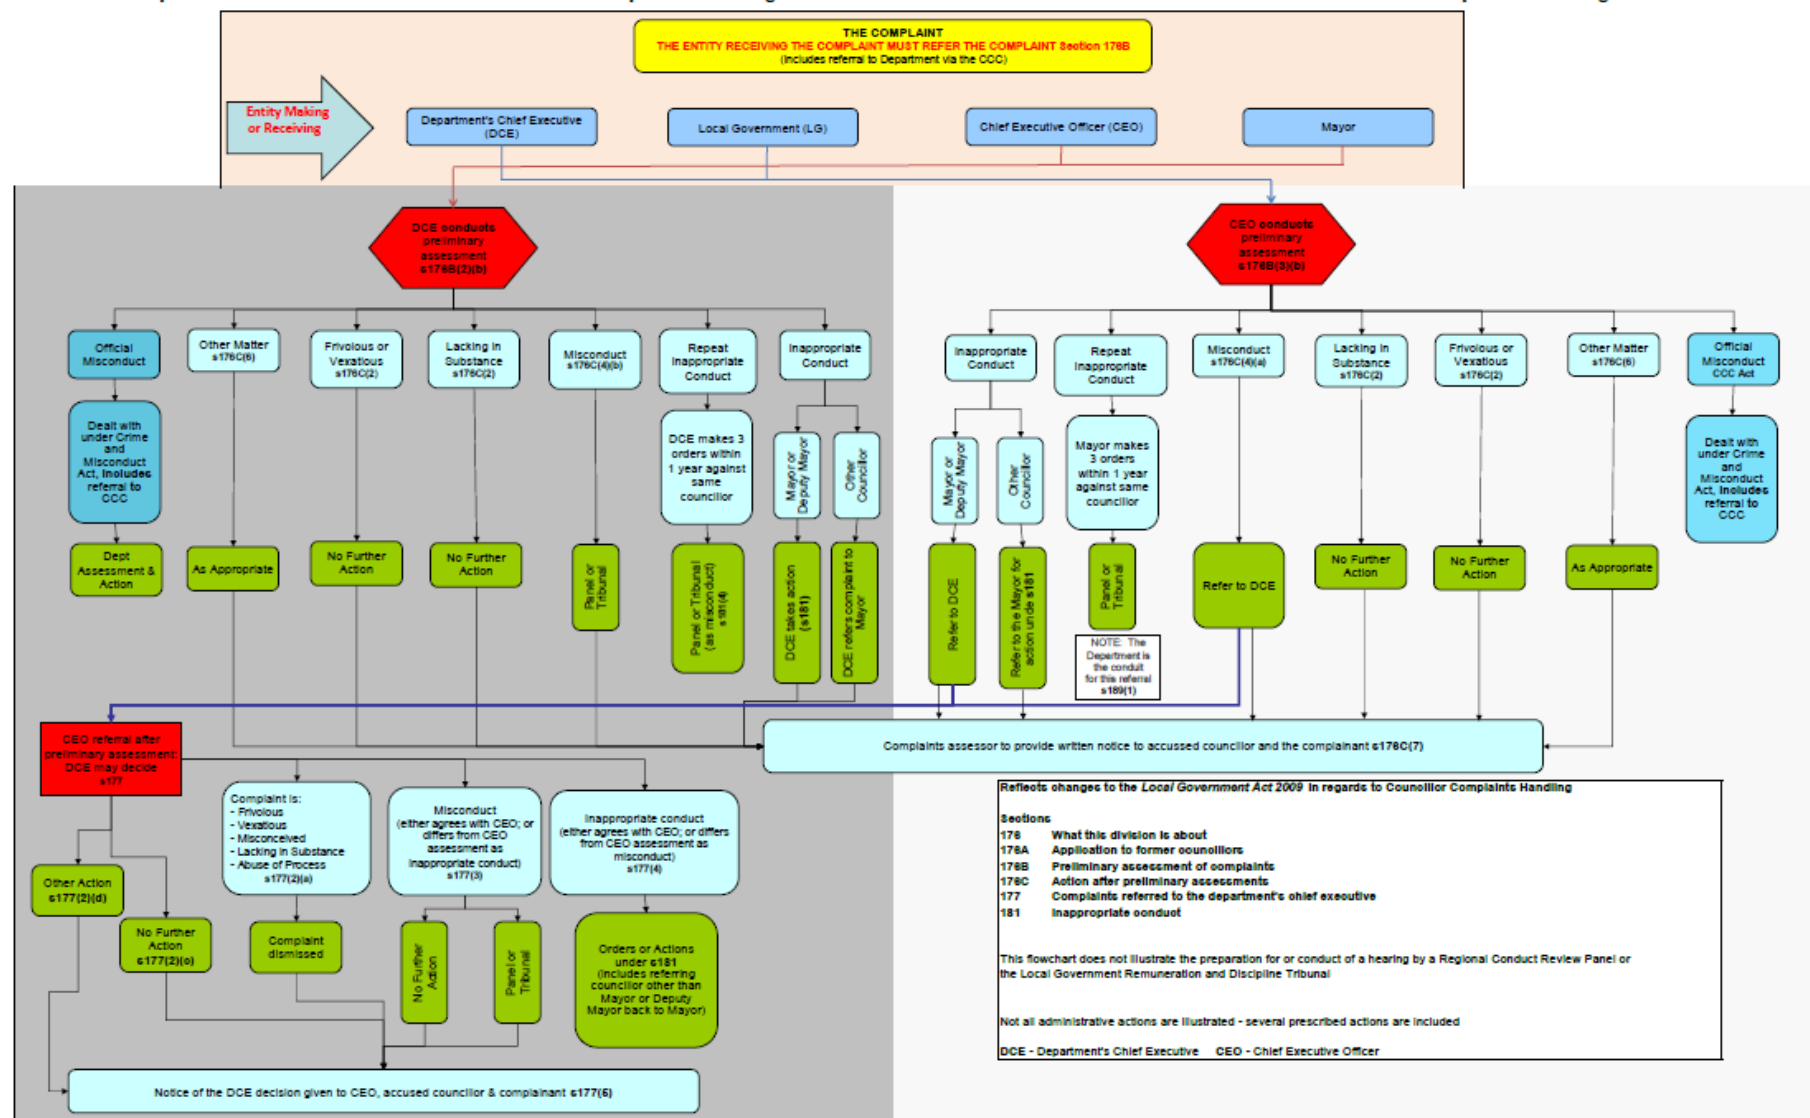 THE COMPLAINT
THE ENTITY RECEIVING THE COMPLAINT MUST REFER THE COMPLAINT Section 176B
(Includes referral to Department via the CCC)
Entity Making
or Receiving
Department's Chief Executive
(DCE)
Local Government (LG)
Chief Executive Officer (CEO)
Mayor
DCE conducts
preliminary
assessment
s176B(2)(b)
CEO conducts
preliminary
assessment
s176B(3)(b)
Official
Misconduct
Other Matter
s176C(6)
Frivolous or
Vexatious
s176C(2)
Lacking in
Substance
s176C(2)
Misconduct
s176C(4)(b)
Repeat
Inappropriate
Conduct
Inappropriate
Conduct
Inappropriate
Conduct
Repeat
Inappropriate
Conduct
Misconduct
s176C(4)(a)
Lacking in
Substance
s176C(2)
Frivolous or
Vexatious
s176C(2)
Other Matter
s176C(6)
Official
Misconduct
CCC Act
Dealt with
under Crime
and
Misconduct
Act, includes
referral to
CCC
DCE makes 3
orders within
1 year against
same
councillor
Mayor or
Deputy Mayor
Other
Councillor
Mayor or
Deputy Mayor
Other
Councillor
Mayor makes
3 orders
within 1 year
against same
councillor
Dealt with
under Crime
and
Misconduct
Act, includes
referral to
CCC
Dept
Assessment &
Action
As Appropriate
No Further
Action
No Further
Action
Panel or
Tribunal
Panel or Tribunal
(as misconduct)
s181(4)
DCE takes action
(s181)
DCE refers complaint to
Mayor
Refer to DCE
Refer to the Mayor for
action unde s181
Panel or
Tribunal
Refer to DCE
No Further
Action
No Further
Action
As Appropriate
NOTE: The
Department is
the conduit
for this referral
s189(1)
CEO referral after
preliminary assessment:
DCE may decide
s177
Complaints assessor to provide written notice to accussed councillor and the complainant s176C(7)
Complaint is:
- Frivolous
- Vexatious
- Misconceived
- Lacking in Substance
- Abuse of Process
s177(2)(a)
Misconduct
(either agrees with CEO; or
differs from CEO
assessment as
inappropriate conduct)
s177(3)
Inappropriate conduct
(either agrees with CEO; or differs
from CEO assessment as
misconduct)
s177(4)
Other Action
s177(2)(d)
No Further
Action
s177(2)(c)
Complaint
dismissed
No Further
Action
Panel or
Tribunal
Orders or Actions
under s181
(includes referring
councillor other than
Mayor or Deputy
Mayor back to Mayor)
Notice of the DCE decision given to CEO, accused councillor & complainant s177(5)
Reflects changes to the Local Government Act 2009 in regards to Councillor Complaints Handling
Sections
176 What this division is about
176A Application to former councillors
176B Preliminary assessment of complaints
176C Action after preliminary assessments
177 Complaints referred to the department's chief executive
181 Inappropriate conduct
This flowchart does not illustrate the preparation for or conduct of a hearing by a Regional Conduct Review Panel or
the Local Government Remuneration and Discipline Tribunal
Not all administrative actions are illustrated - several prescribed actions are included
DCE - Department's Chief Executive CEO - Chief Executive Officer